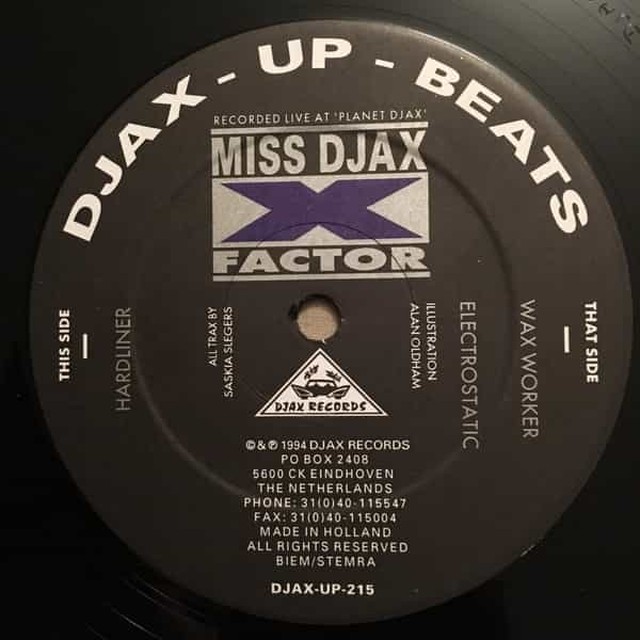 DJAX - UP - BEATS
RECORDED LIVE AT 'PLANET DJAX'
MISS DJAX
X
FACTOR
THIS SIDE
HARDLINER
ALL TRAX BY
SASKIA SLEGERS
ILLUSTRATION
ALAN OLDHAM
ELECTROSTATIC
WAX WORKER
THAT SIDE
DJAX RECORDS
©&℗ 1994 DJAX RECORDS
PO BOX 2408
5600 CK EINDHOVEN
THE NETHERLANDS
PHONE: 31(0)40-115547
FAX: 31(0)40-115004
MADE IN HOLLAND
ALL RIGHTS RESERVED
BIEM/STEMRA
DJAX-UP-215